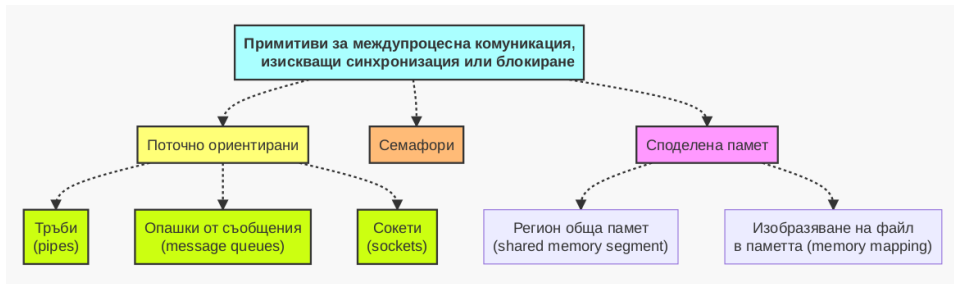 Примитиви за междупроцесна комуникация,
изискващи синхронизация или блокиране
Поточно ориентирани
Семафори
Споделена памет
Тръби
(pipes)
Опашки от съобщения
(message queues)
Сокети
(sockets)
Регион обща памет
(shared memory segment)
Изобразяване на файл
в паметта (memory mapping)